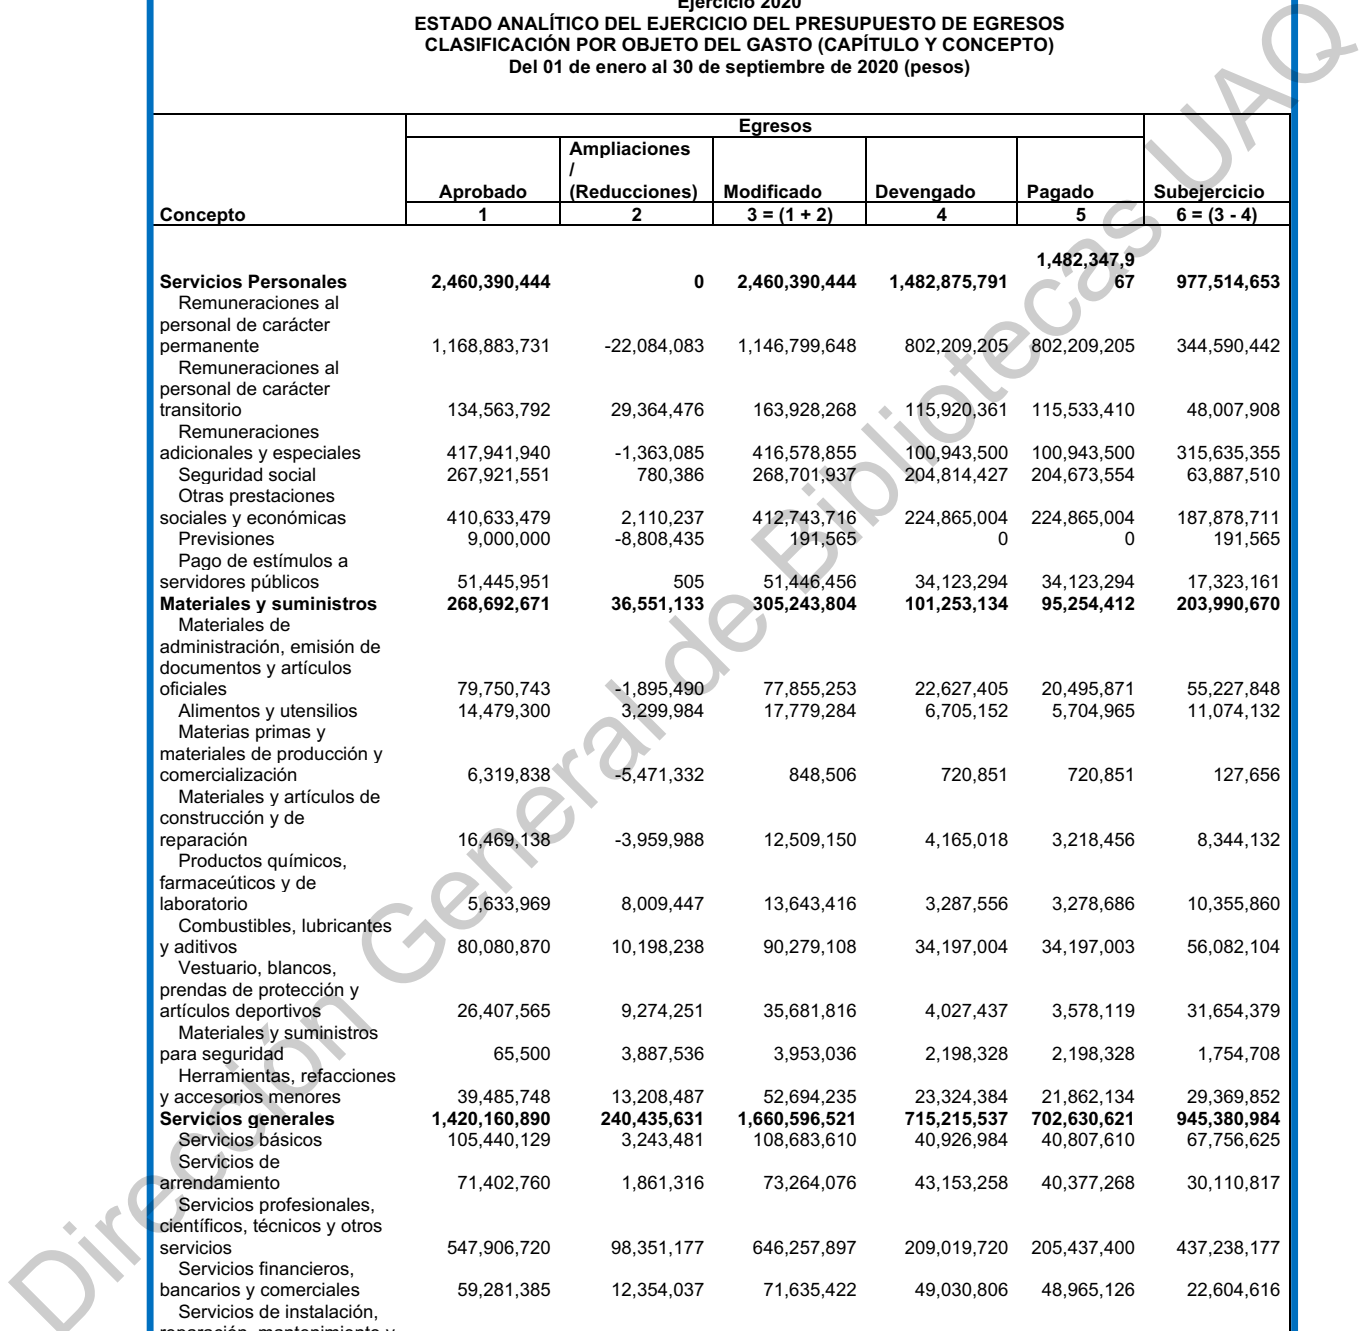 Ejercicio 2020
ESTADO ANALÍTICO DEL EJERCICIO DEL PRESUPUESTO DE EGRESOS
CLASIFICACIÓN POR OBJETO DEL GASTO (CAPÍTULO Y CONCEPTO)
Del 01 de enero al 30 de septiembre de 2020 (pesos)
Egresos
Ampliaciones
/
Aprobado (Reducciones) Modificado Devengado Pagado Subejercicio
Concepto 1 2 3 = (1 + 2) 4 5 6 = (3 - 4)
1,482,347,9
Servicios Personales 2,460,390,444 0 2,460,390,444 1,482,875,791 67 977,514,653
Remuneraciones al
personal de carácter
permanente 1,168,883,731 -22,084,083 1,146,799,648 802,209,205 802,209,205 344,590,442
Remuneraciones al
personal de carácter
transitorio 134,563,792 29,364,476 163,928,268 115,920,361 115,533,410 48,007,908
Remuneraciones
adicionales y especiales 417,941,940 -1,363,085 416,578,855 100,943,500 100,943,500 315,635,355
Seguridad social 267,921,551 780,386 268,701,937 204,814,427 204,673,554 63,887,510
Otras prestaciones
sociales y económicas 410,633,479 2,110,237 412,743,716 224,865,004 224,865,004 187,878,711
Previsiones 9,000,000 -8,808,435 191,565 0 0 191,565
Pago de estímulos a
servidores públicos 51,445,951 505 51,446,456 34,123,294 34,123,294 17,323,161
Materiales y suministros 268,692,671 36,551,133 305,243,804 101,253,134 95,254,412 203,990,670
Materiales de
administración, emisión de
documentos y artículos
oficiales 79,750,743 -1,895,490 77,855,253 22,627,405 20,495,871 55,227,848
Alimentos y utensilios 14,479,300 3,299,984 17,779,284 6,705,152 5,704,965 11,074,132
Materias primas y
materiales de producción y
comercialización 6,319,838 -5,471,332 848,506 720,851 720,851 127,656
Materiales y artículos de
construcción y de
reparación 16,469,138 -3,959,988 12,509,150 4,165,018 3,218,456 8,344,132
Productos químicos,
farmaceúticos y de
laboratorio 5,633,969 8,009,447 13,643,416 3,287,556 3,278,686 10,355,860
Combustibles, lubricantes
y aditivos 80,080,870 10,198,238 90,279,108 34,197,004 34,197,003 56,082,104
Vestuario, blancos,
prendas de protección y
artículos deportivos 26,407,565 9,274,251 35,681,816 4,027,437 3,578,119 31,654,379
Materiales y suministros
para seguridad 65,500 3,887,536 3,953,036 2,198,328 2,198,328 1,754,708
Herramientas, refacciones
y accesorios menores 39,485,748 13,208,487 52,694,235 23,324,384 21,862,134 29,369,852
Servicios generales 1,420,160,890 240,435,631 1,660,596,521 715,215,537 702,630,621 945,380,984
Servicios básicos 105,440,129 3,243,481 108,683,610 40,926,984 40,807,610 67,756,625
Servicios de
arrendamiento 71,402,760 1,861,316 73,264,076 43,153,258 40,377,268 30,110,817
Servicios profesionales,
científicos, técnicos y otros
servicios 547,906,720 98,351,177 646,257,897 209,019,720 205,437,400 437,238,177
Servicios financieros,
bancarios y comerciales 59,281,385 12,354,037 71,635,422 49,030,806 48,965,126 22,604,616
Servicios de instalación,
reparación, mantenimiento y
Dirección General de Bibliotecas UAQ